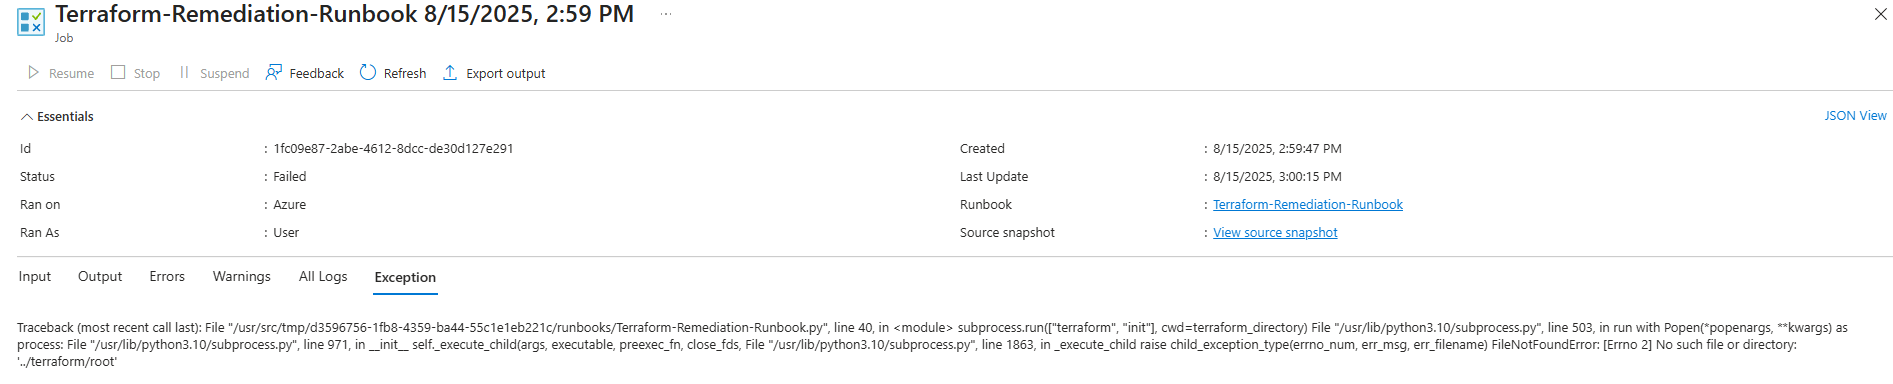 Terraform-Remediation-Runbook 8/15/2025, 2:59 PM ...
Job
Resume Stop Suspend Feedback Refresh Export output
Essentials JSON View
Id : 1fc09e87-2abe-4612-8dcc-de30d127e291 Created : 8/15/2025, 2:59:47 PM
Status : Failed Last Update : 8/15/2025, 3:00:15 PM
Ran on : Azure Runbook : Terraform-Remediation-Runbook
Ran As : User Source snapshot : View source snapshot
Input Output Errors Warnings All Logs Exception
Traceback (most recent call last): File "/usr/src/tmp/d3596756-1fb8-4359-ba44-55c1e1eb221c/runbooks/Terraform-Remediation-Runbook.py", line 40, in <module> subprocess.run(["terraform", "init"], cwd=terraform_directory) File "/usr/lib/python3.10/subprocess.py", line 503, in run with Popen(*popenargs, **kwargs) as
process: File "/usr/lib/python3.10/subprocess.py", line 971, in __init__ self._execute_child(args, executable, preexec_fn, close_fds, File "/usr/lib/python3.10/subprocess.py", line 1863, in _execute_child raise child_exception_type(errno_num, err_msg, err_filename) FileNotFoundError: [Errno 2] No such file or directory:
'../terraform/root'